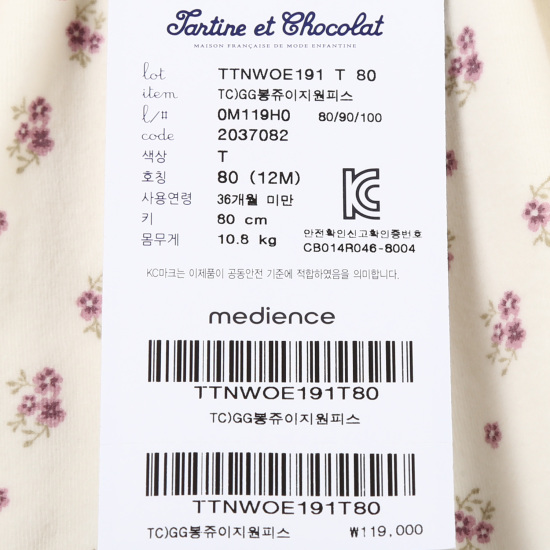 Tartine et Chocolat
MAISON FRANÇAISE DE MODE ENFANTINE
lot TTNWOE191 T 80
item TC)GG봉쥬이지원피스
l/# 0M119H0 80/90/100
code 2037082
색상 T
호칭 80 (12M)
사용연령 36개월 미만
키 80 cm
몸무게 10.8 kg
KC
안전확인신고확인증번호
CB014R046-8004
KC마크는 이제품이 공동안전 기준에 적합하였음을 의미합니다.
medience
TTNWOE191T80
TC)GG봉쥬이지원피스
TTNWOE191T80
TC)GG봉쥬이지원피스 ₩119,000